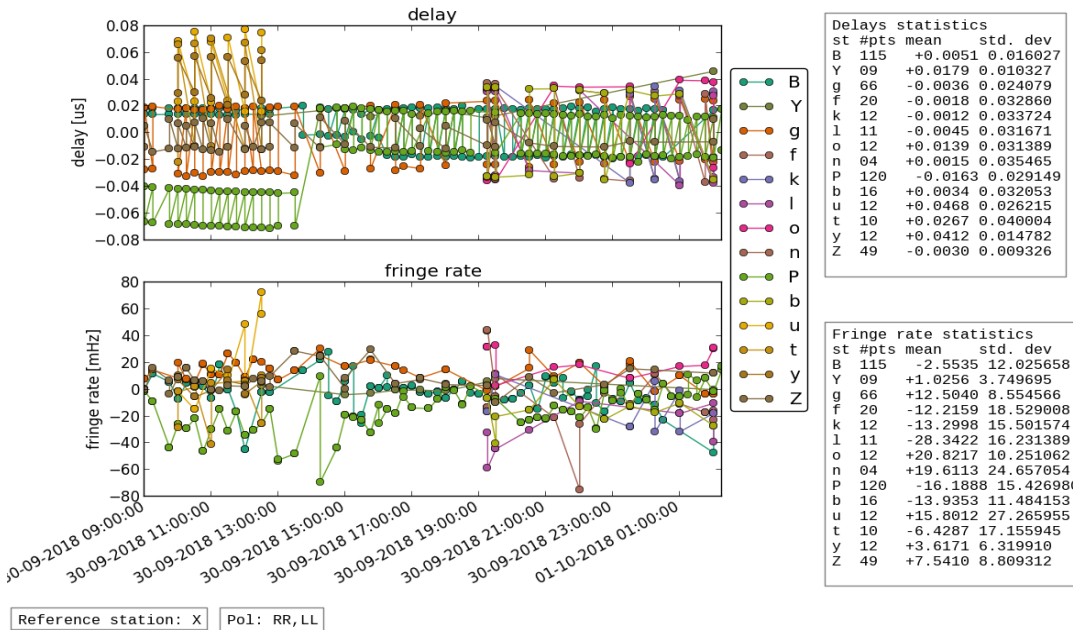 delay
0.08
0.06
0.04
0.02
0.00
−0.02
−0.04
−0.06
−0.08
delay [us]
fringe rate
80
60
40
20
0
−20
−40
−60
−80
fringe rate [mHz]
30-09-2018 09:00:00
30-09-2018 11:00:00
30-09-2018 13:00:00
30-09-2018 15:00:00
30-09-2018 17:00:00
30-09-2018 19:00:00
30-09-2018 21:00:00
30-09-2018 23:00:00
01-10-2018 01:00:00
B
Y
g
f
k
l
o
n
P
b
u
t
y
Z
Delays statistics
st #pts mean std. dev
B 115 +0.0051 0.016027
Y 09 +0.0179 0.010327
g 66 -0.0036 0.024079
f 20 -0.0018 0.032860
k 12 -0.0012 0.033724
l 11 -0.0045 0.031671
o 12 +0.0139 0.031389
n 04 +0.0015 0.035465
P 120 -0.0163 0.029149
b 16 +0.0034 0.032053
u 12 +0.0468 0.026215
t 10 +0.0267 0.040004
y 12 +0.0412 0.014782
Z 49 -0.0030 0.009326
Fringe rate statistics
st #pts mean std. dev
B 115 -2.5535 12.025658
Y 09 +1.0256 3.749695
g 66 +12.5040 8.554566
f 20 -12.2159 18.529008
k 12 -13.2998 15.501574
l 11 -28.3422 16.231389
o 12 +20.8217 10.251062
n 04 +19.6113 24.657054
P 120 -16.1888 15.426980
b 16 -13.9353 11.484153
u 12 +15.8012 27.265955
t 10 -6.4287 17.155945
y 12 +3.6171 6.319910
Z 49 +7.5410 8.809312
Reference station: X
Pol: RR,LL